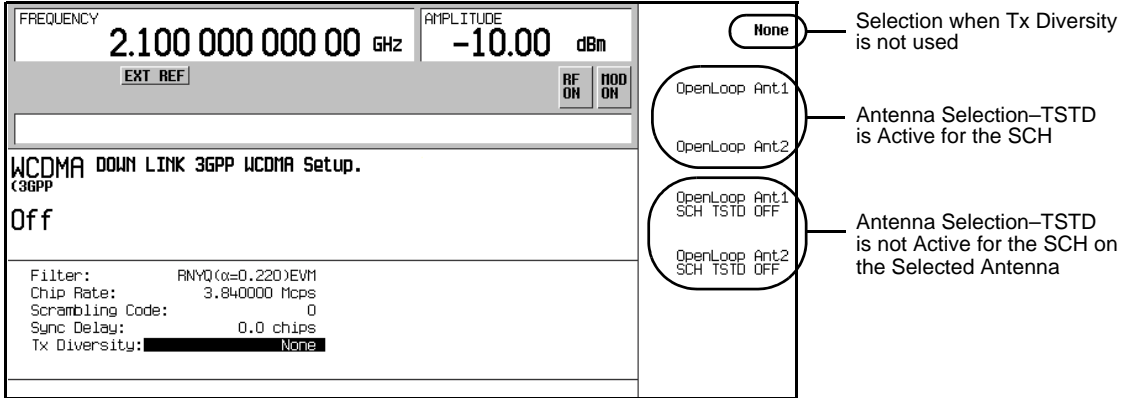 FREQUENCY
2.100 000 000 00 GHz
AMPLITUDE
-10.00 dBm
EXT REF
RF ON
MOD ON
WCDMA DOWN LINK 3GPP WCDMA Setup.
(3GPP
Off
Filter: RNYQ(α=0.220)EVM
Chip Rate: 3.840000 Mcps
Scrambling Code: 0
Sync Delay: 0.0 chips
Tx Diversity: None
None
OpenLoop Ant1
OpenLoop Ant2
OpenLoop Ant1
SCH TSTD OFF
OpenLoop Ant2
SCH TSTD OFF
Selection when Tx Diversity
is not used
Antenna Selection–TSTD
is Active for the SCH
Antenna Selection–TSTD
is not Active for the SCH on
the Selected Antenna